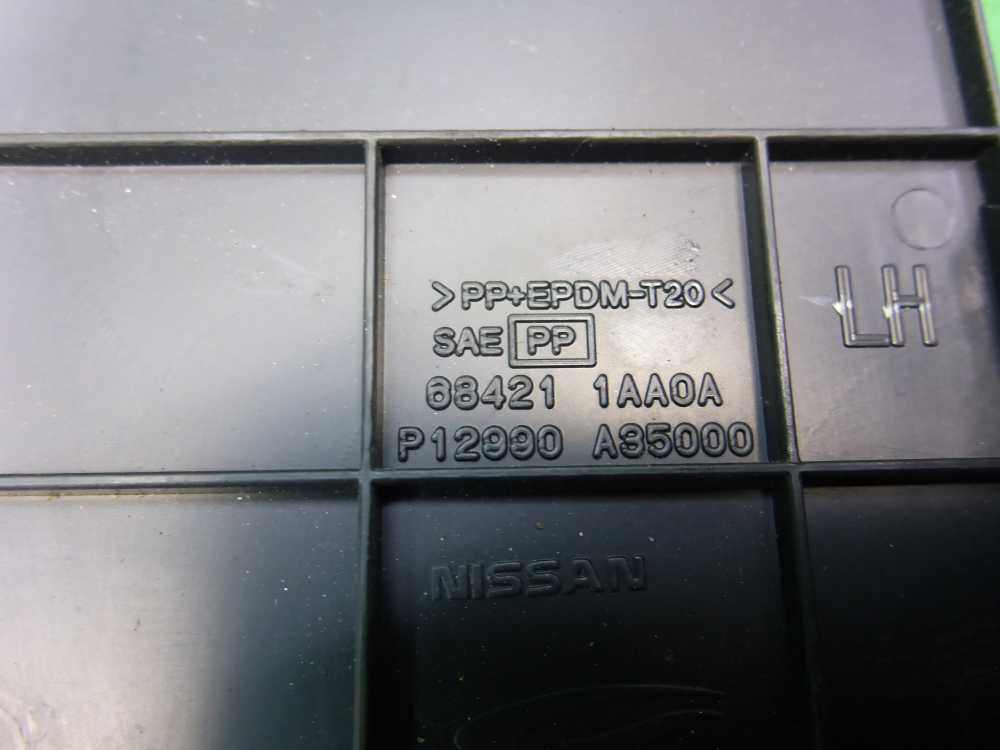 >PP+EPDM-T20<
SAE PP
68421 1AA0A
P12990 A35000
LH
NISSAN